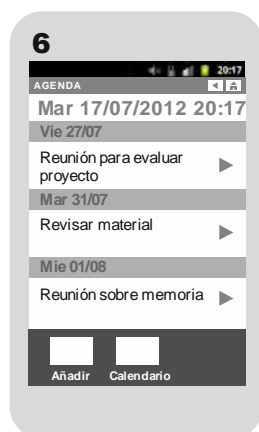 6
20:17
AGENDA
Mar 17/07/2012 20:17
Vie 27/07
Reunión para evaluar
proyecto
Mar 31/07
Revisar material
Mie 01/08
Reunión sobre memoria
Añadir Calendario